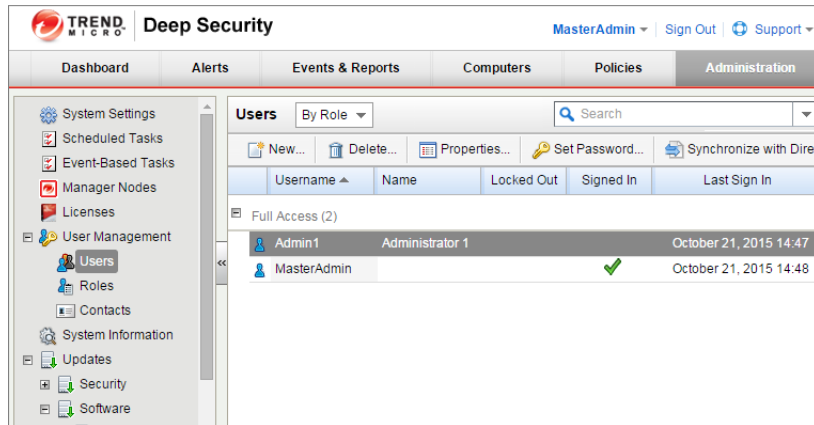 TREND MICRO Deep Security
MasterAdmin Sign Out Support
Dashboard Alerts Events & Reports Computers Policies Administration
System Settings
Scheduled Tasks
Event-Based Tasks
Manager Nodes
Licenses
User Management
Users
Roles
Contacts
System Information
Updates
Security
Software
Users By Role Search
New... Delete... Properties... Set Password... Synchronize with Dire
Username Name Locked Out Signed In Last Sign In
Full Access (2)
Admin1 Administrator 1 October 21, 2015 14:47
MasterAdmin October 21, 2015 14:48